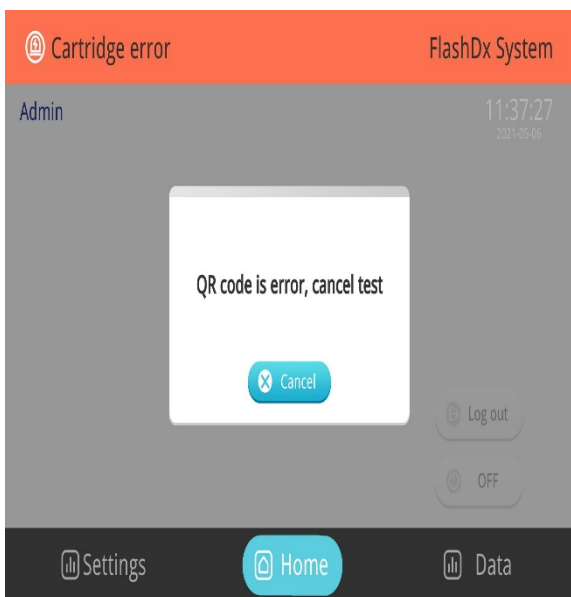 Cartridge error
FlashDx System
Admin
11:37:27
2021-05-06
QR code is error, cancel test
Cancel
Log out
OFF
Settings
Home
Data